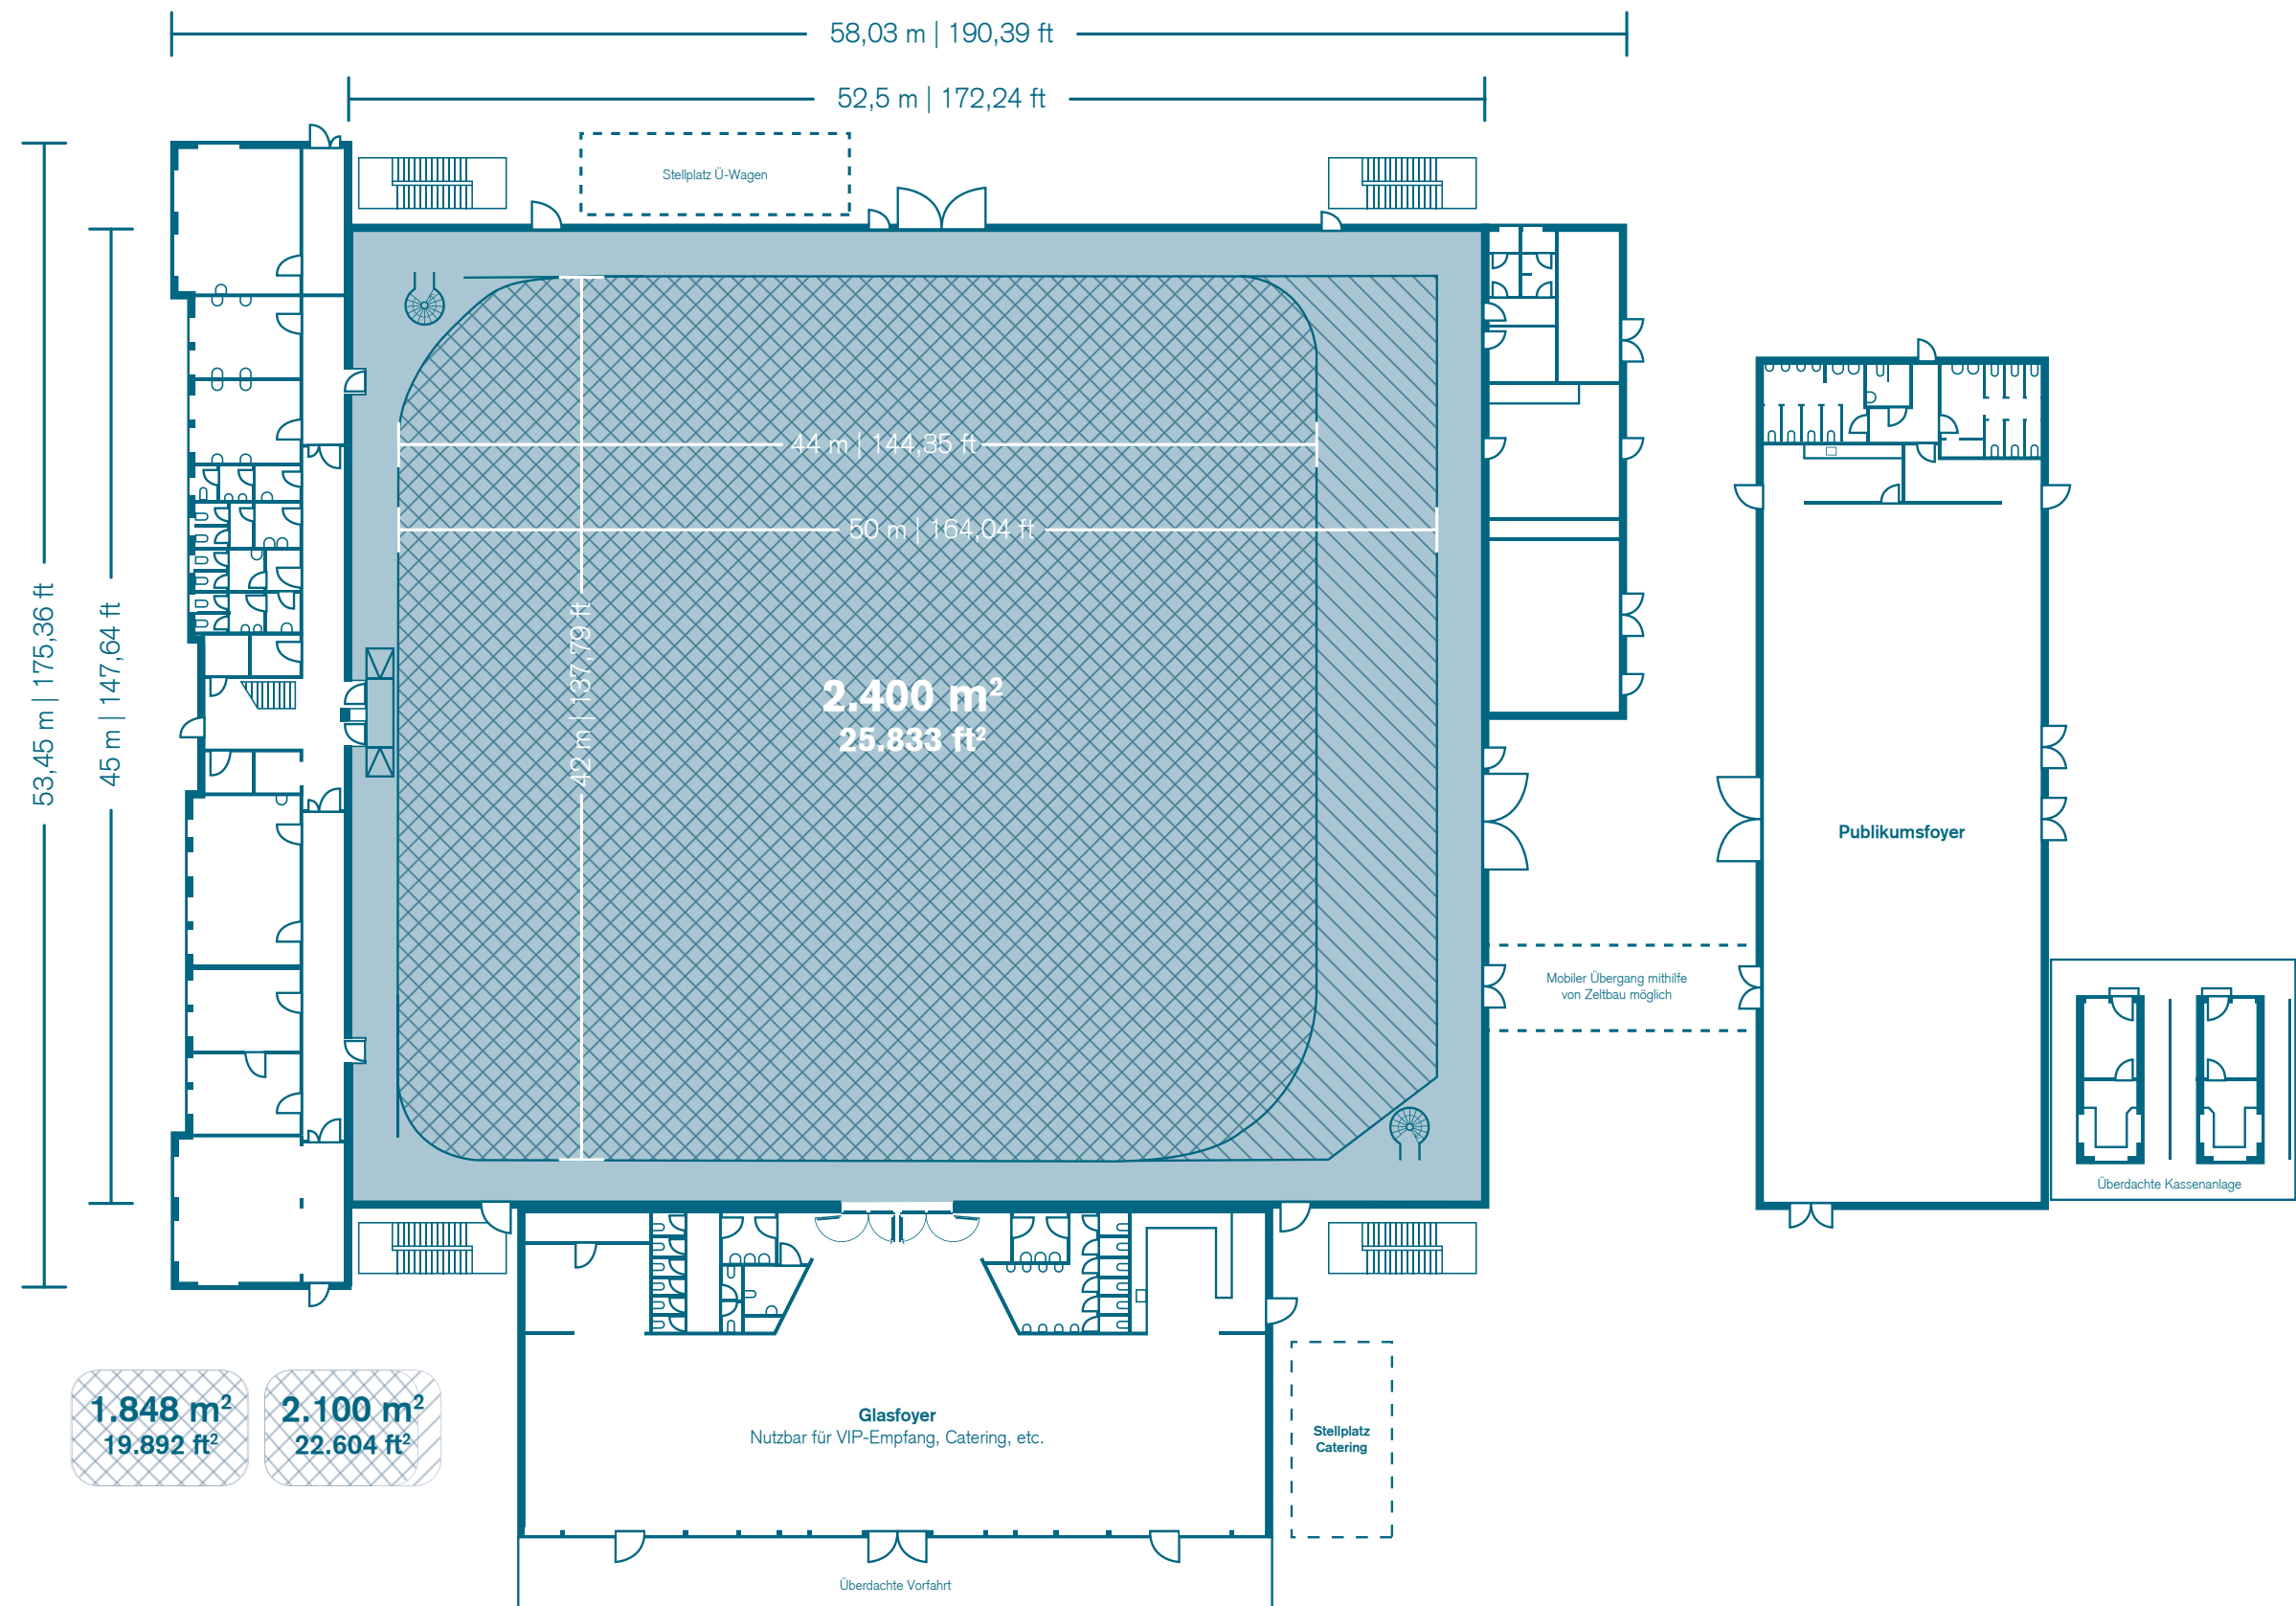 58,03 m | 190,39 ft
52,5 m | 172,24 ft
Stellplatz Ü-Wagen
53,45 m | 175,36 ft
45 m | 147,64 ft
44 m | 144,35 ft
50 m | 164,04 ft
42 m | 137,79 ft
2.400 m²
25.833 ft²
Publikumsfoyer
Mobiler Übergang mithilfe
von Zeltbau möglich
Überdachte Kassenanlage
1.848 m²
19.892 ft²
2.100 m²
22.604 ft²
Glasfoyer
Nutzbar für VIP-Empfang, Catering, etc.
Stellplatz
Catering
Überdachte Vorfahrt